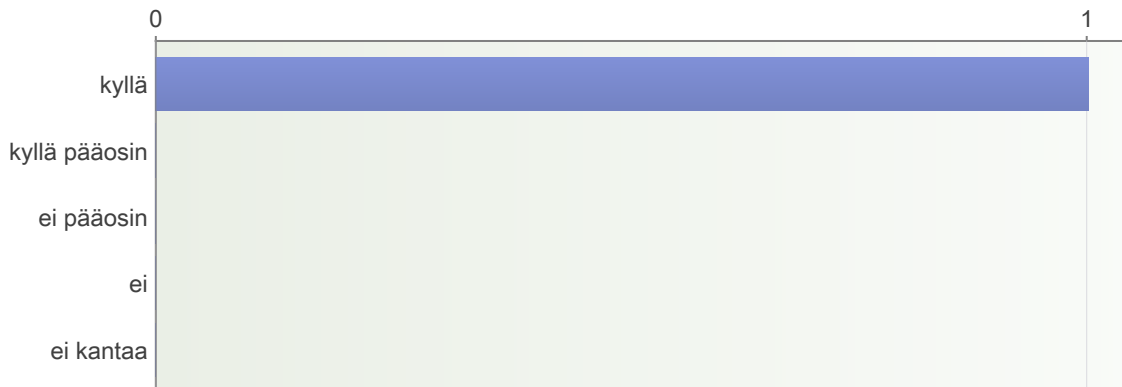 0 1
kyllä
kyllä pääosin
ei pääosin
ei
ei kantaa